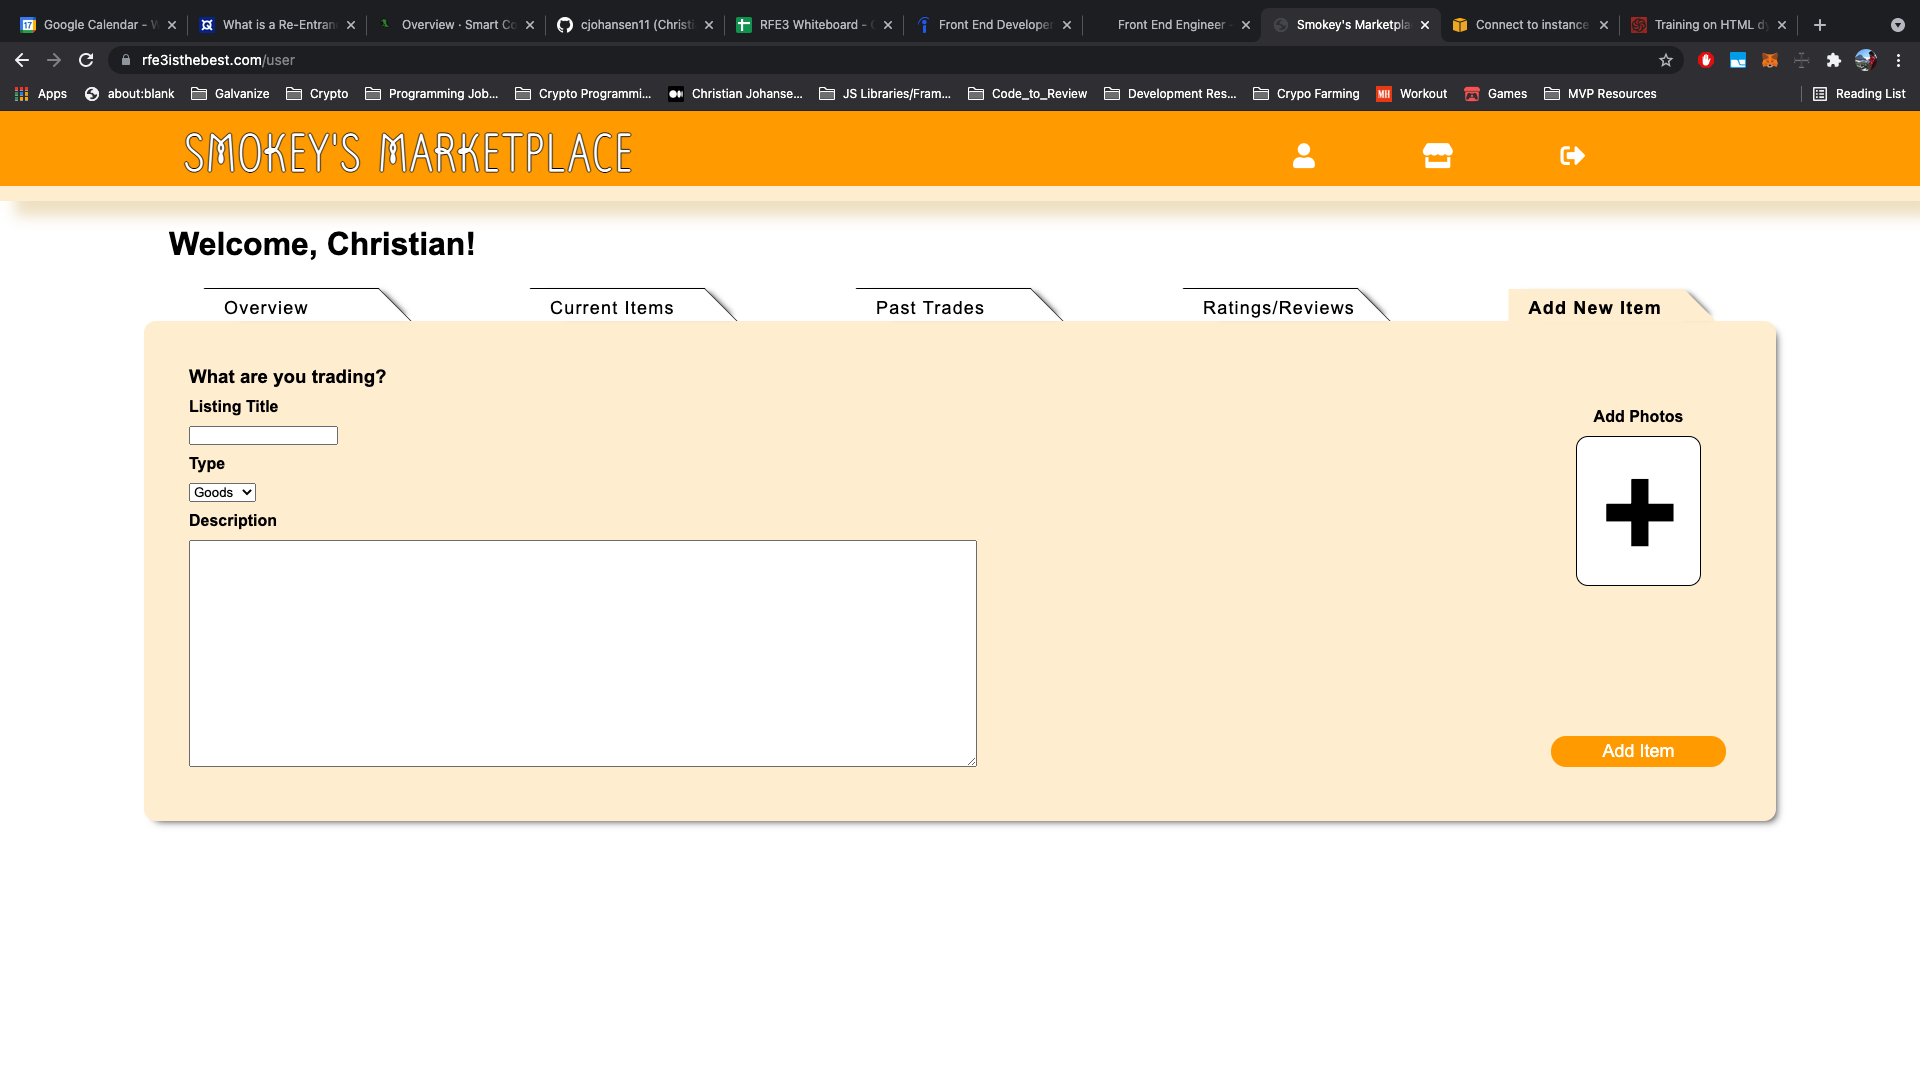 Google Calendar - W
What is a Re-Entran
Overview · Smart Co
cjohansen11 (Christi
RFE3 Whiteboard - G
Front End Developer
Front End Engineer -
Smokey's Marketpla
Connect to instance
Training on HTML dy
rfe3isthebest.com/user
Apps
about:blank
Galvanize
Crypto
Programming Job...
Crypto Programmi...
Christian Johanse...
JS Libraries/Fram...
Code_to_Review
Development Res...
Crypo Farming
MH Workout
Games
MVP Resources
Reading List
SMOKEY'S MARKETPLACE
Welcome, Christian!
Overview
Current Items
Past Trades
Ratings/Reviews
Add New Item
What are you trading?
Listing Title
Type
Goods
Description
Add Photos
Add Item